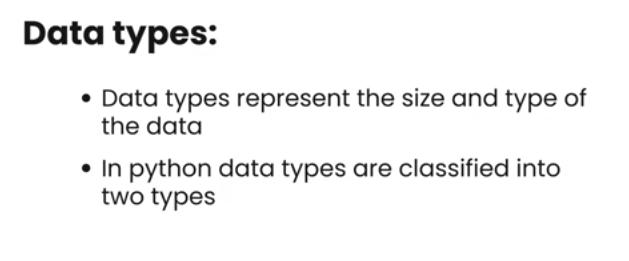 Data types:
• Data types represent the size and type of
the data
• In python data types are classified into
two types